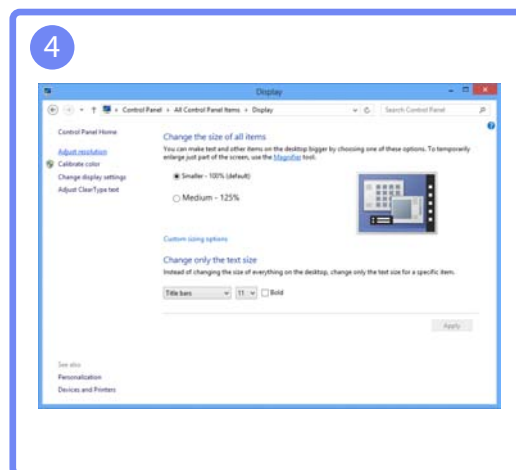 4
Display
Control Panel ▸ All Control Panel Items ▸ Display
Search Control Panel
Control Panel Home
Adjust resolution
Calibrate color
Change display settings
Adjust ClearType text
Change the size of all items
You can make text and other items on the desktop bigger by choosing one of these options. To temporarily
enlarge just part of the screen, use the Magnifier tool.
Smaller - 100% (default)
Medium - 125%
Custom sizing options
Change only the text size
Instead of changing the size of everything on the desktop, change only the text size for a specific item.
Title bars 11 Bold
Apply
See also
Personalization
Devices and Printers